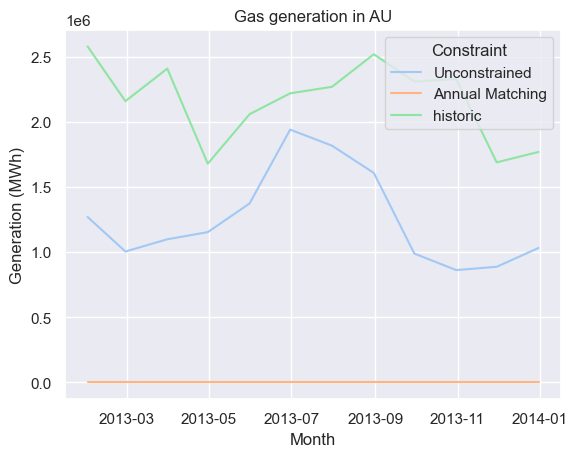 Gas generation in AU
1e6
Constraint
Unconstrained
Annual Matching
historic
2.5
2.0
1.5
1.0
0.5
0.0
Generation (MWh)
2013-03 2013-05 2013-07 2013-09 2013-11 2014-01
Month